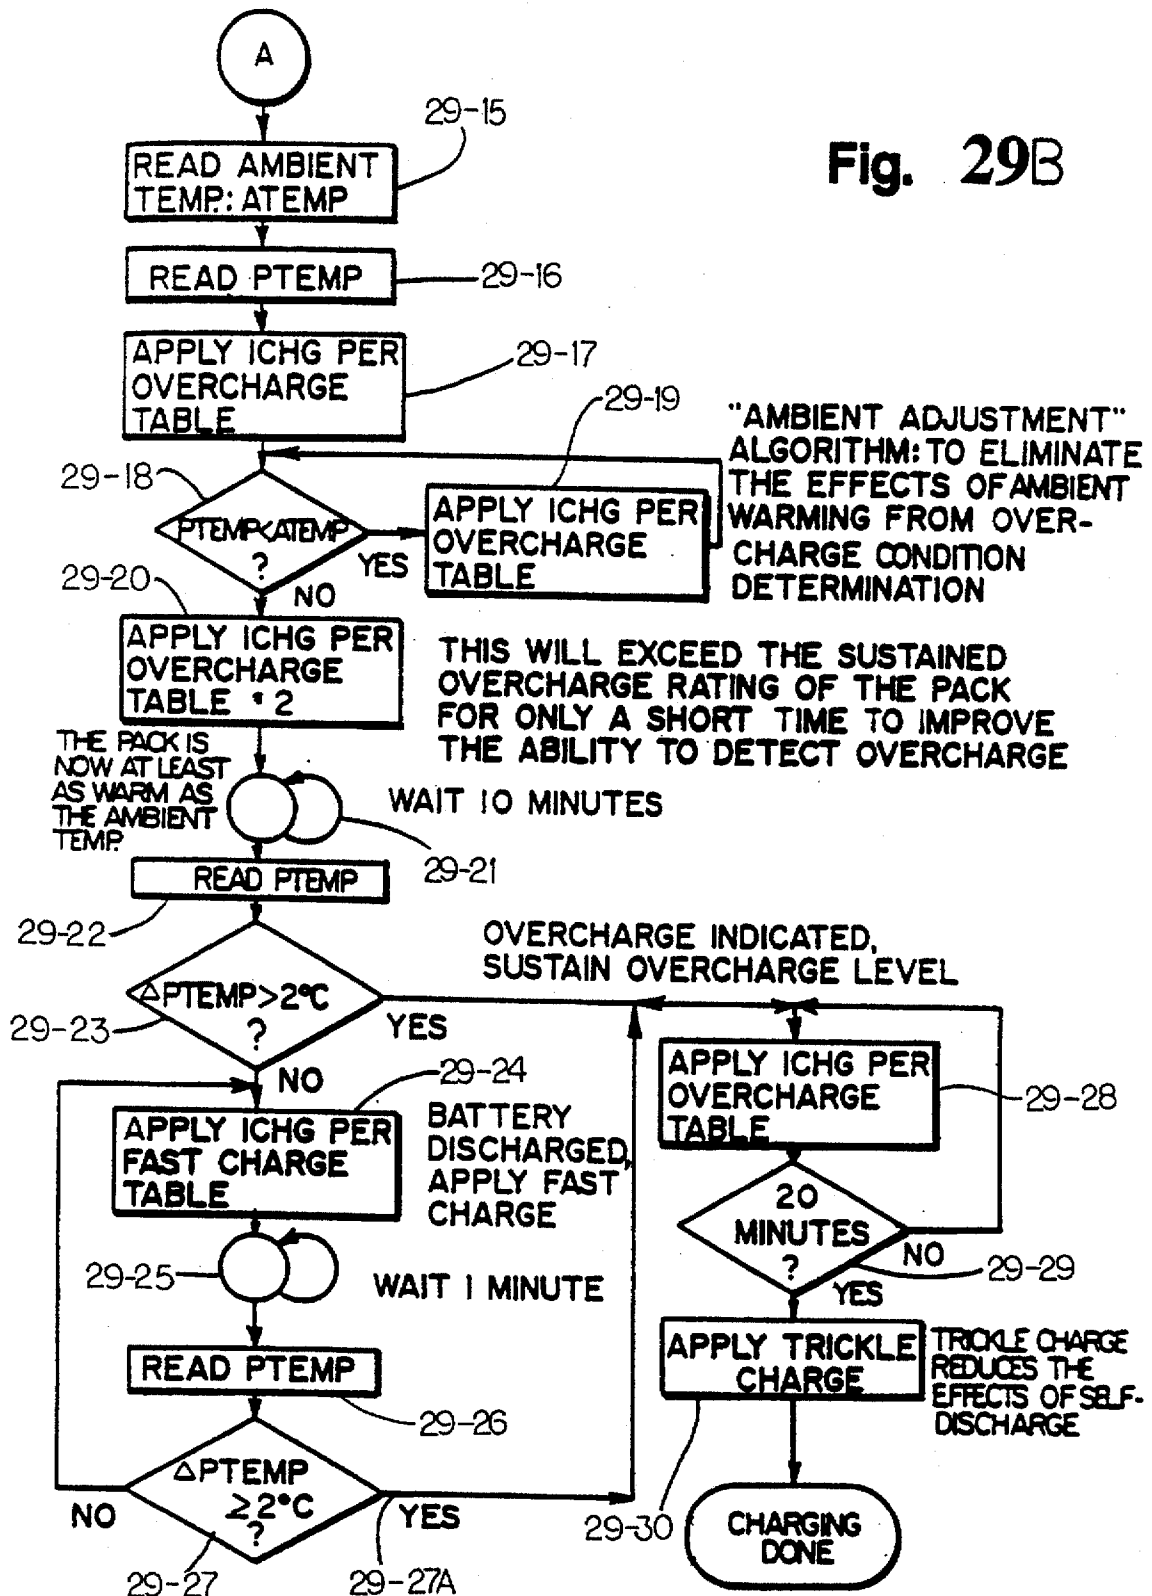 A
29-15
Fig. 29B
READ AMBIENT
TEMP.: ATEMP
READ PTEMP
29-16
APPLY ICHG PER
OVERCHARGE
TABLE
29-17
29-19
"AMBIENT ADJUSTMENT"
ALGORITHM: TO ELIMINATE
THE EFFECTS OF AMBIENT
WARMING FROM OVER-
CHARGE CONDITION
DETERMINATION
29-18
PTEMP<ATEMP
?
YES
NO
APPLY ICHG PER
OVERCHARGE
TABLE
29-20
APPLY ICHG PER
OVERCHARGE
TABLE #2
THIS WILL EXCEED THE SUSTAINED
OVERCHARGE RATING OF THE PACK
FOR ONLY A SHORT TIME TO IMPROVE
THE ABILITY TO DETECT OVERCHARGE
THE PACK IS
NOW AT LEAST
AS WARM AS
THE AMBIENT
TEMP.
WAIT 10 MINUTES
29-21
READ PTEMP
29-22
OVERCHARGE INDICATED,
SUSTAIN OVERCHARGE LEVEL
△PTEMP>2°C
?
29-23
YES
NO
29-24
APPLY ICHG PER
FAST CHARGE
TABLE
BATTERY
DISCHARGED,
APPLY FAST
CHARGE
APPLY ICHG PER
OVERCHARGE
TABLE
29-28
20
MINUTES
?
NO
29-29
YES
29-25
WAIT 1 MINUTE
READ PTEMP
29-26
APPLY TRICKLE
CHARGE
TRICKLE CHARGE
REDUCES THE
EFFECTS OF SELF-
DISCHARGE
△PTEMP
≥2°C
?
NO
YES
29-27
29-27A
29-30
CHARGING
DONE